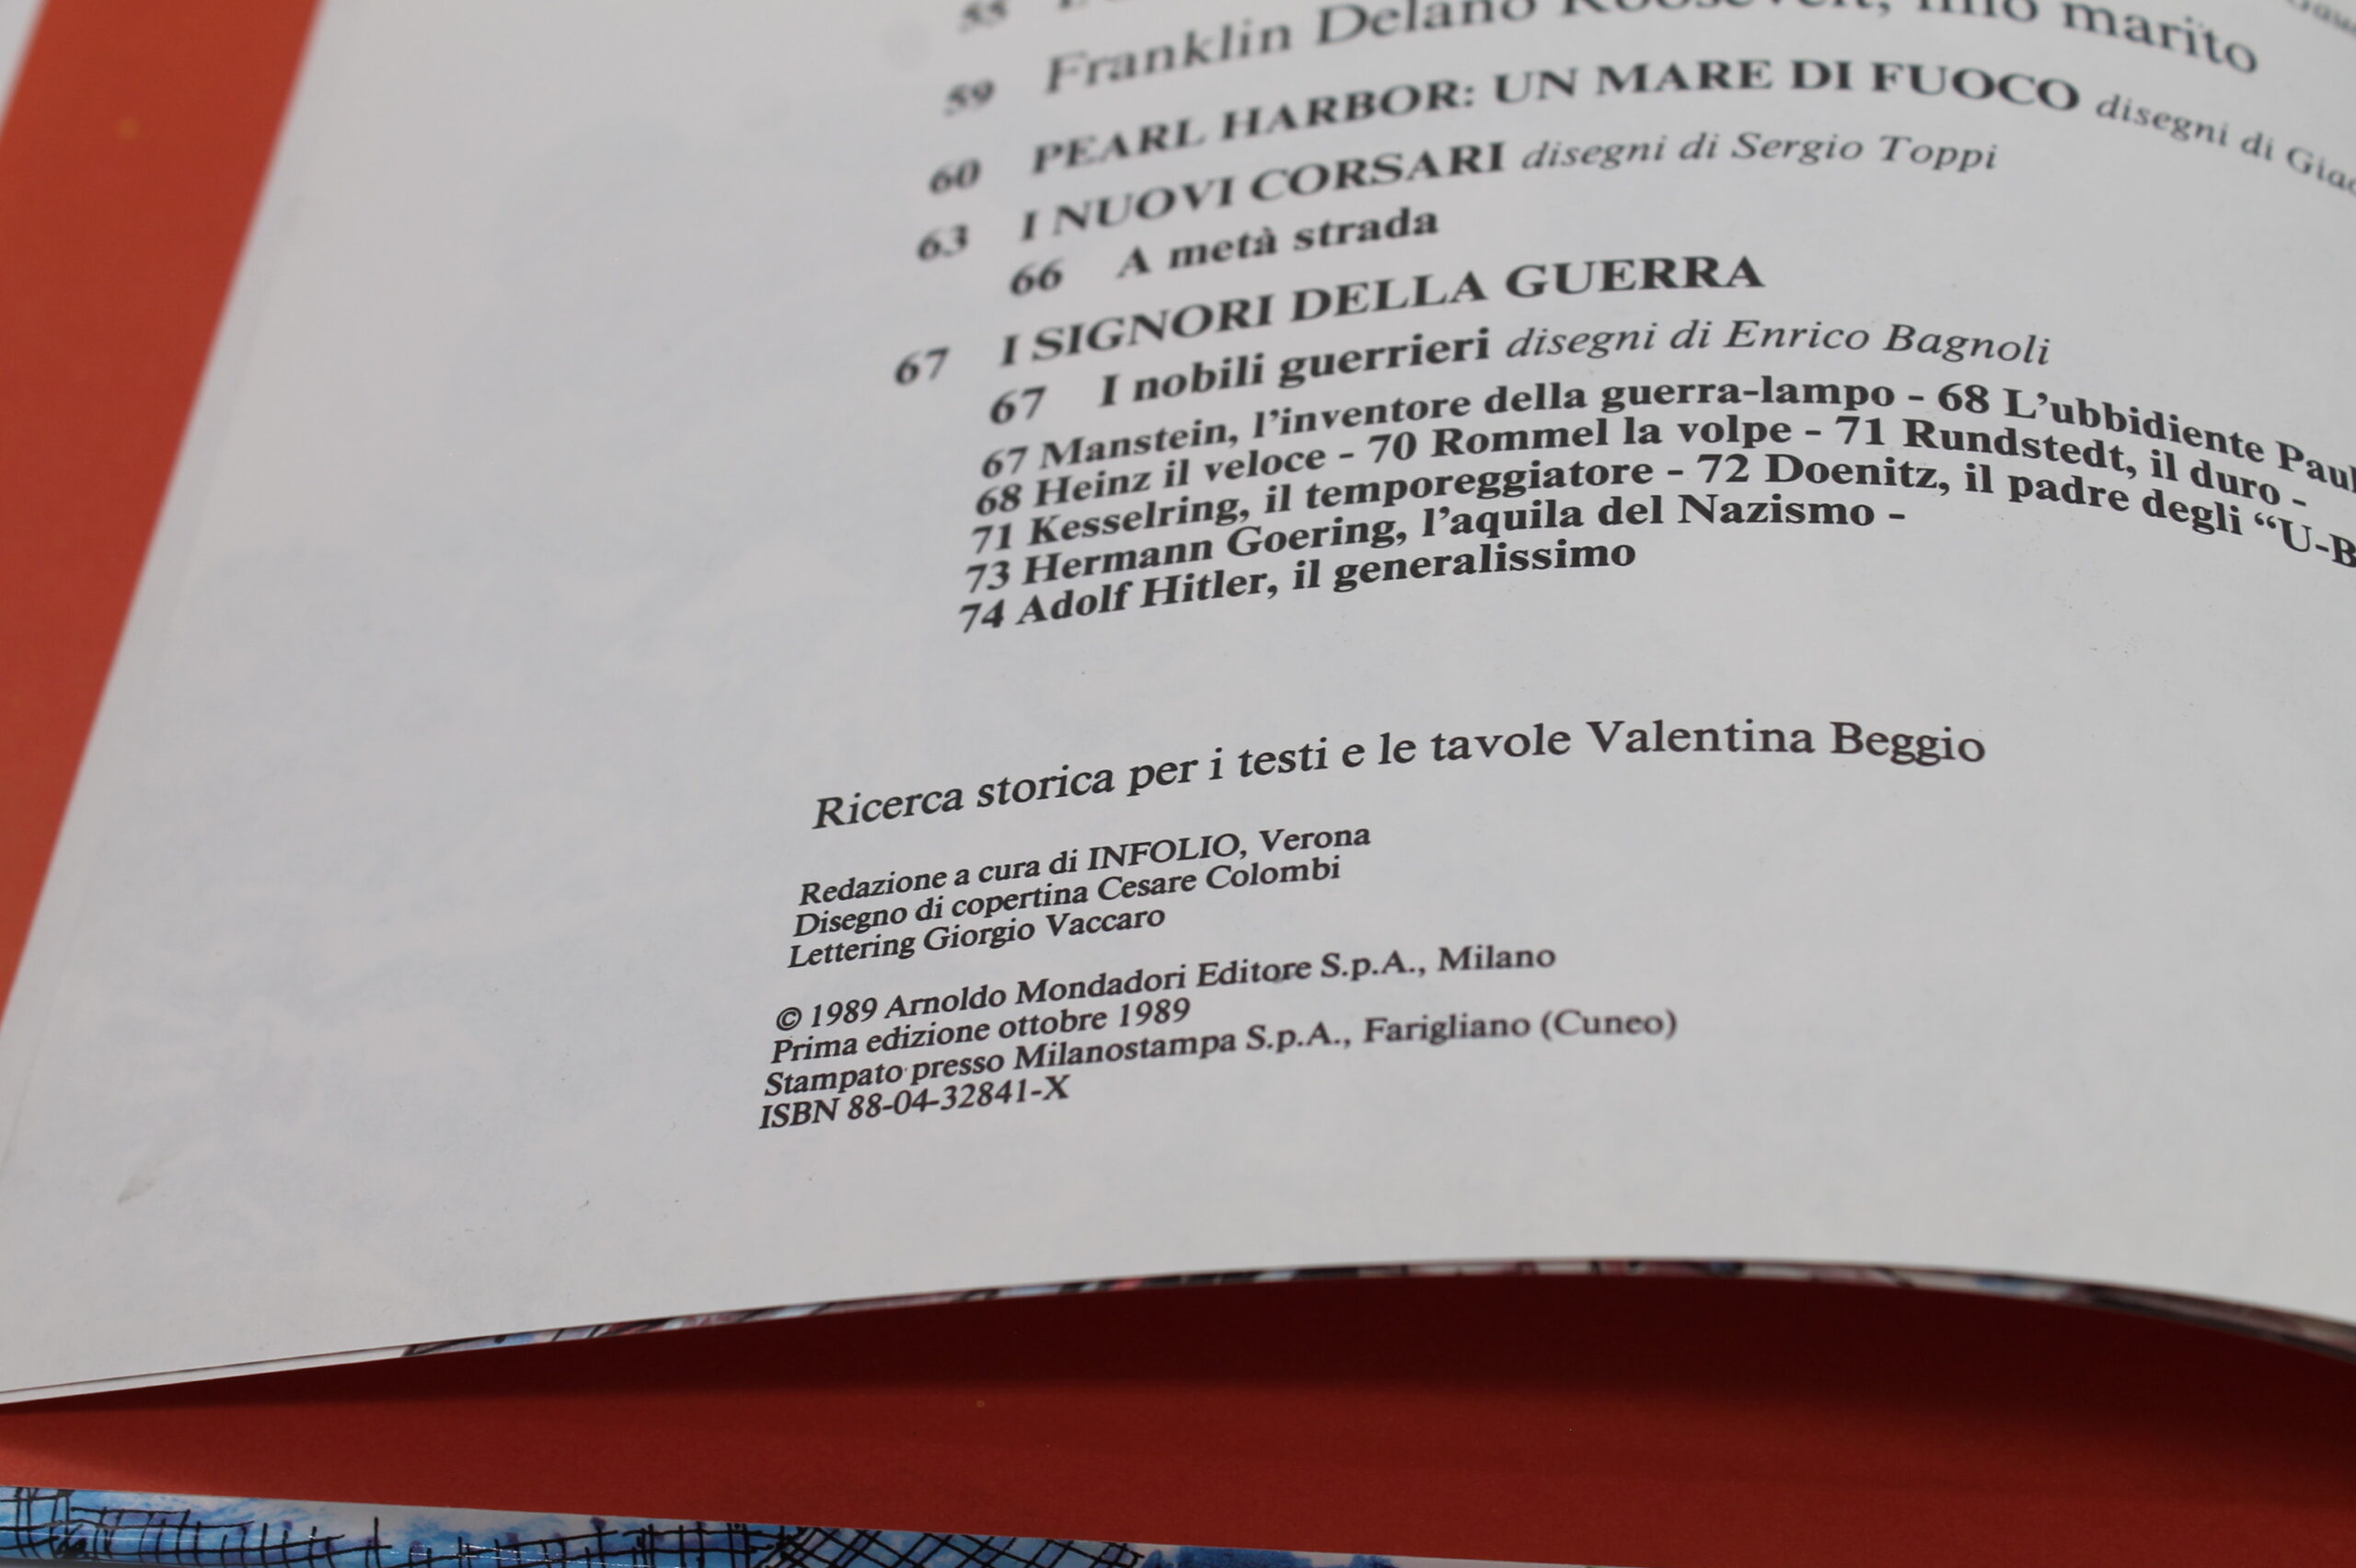 55
59 Franklin Delano Roosevelt, mio marito
60 PEARL HARBOR: UN MARE DI FUOCO disegni di
63 I NUOVI CORSARI disegni di Sergio Toppi
66 A metà strada
67 I SIGNORI DELLA GUERRA
67 I nobili guerrieri disegni di Enrico Bagnoli
67 Manstein, l'inventore della guerra-lampo - 68 L'ubbidiente
68 Heinz il veloce - 70 Rommel la volpe - 71 Rundstedt, il duro -
71 Kesselring, il temporeggiatore - 72 Doenitz, il padre degli
73 Hermann Goering, l'aquila del Nazismo -
74 Adolf Hitler, il generalissimo
Ricerca storica per i testi e le tavole Valentina Beggio
Redazione a cura di INFOLIO, Verona
Disegno di copertina Cesare Colombi
Lettering Giorgio Vaccaro
© 1989 Arnoldo Mondadori Editore S.p.A., Milano
Prima edizione ottobre 1989
Stampato presso Milanostampa S.p.A., Farigliano (Cuneo)
ISBN 88-04-32841-X